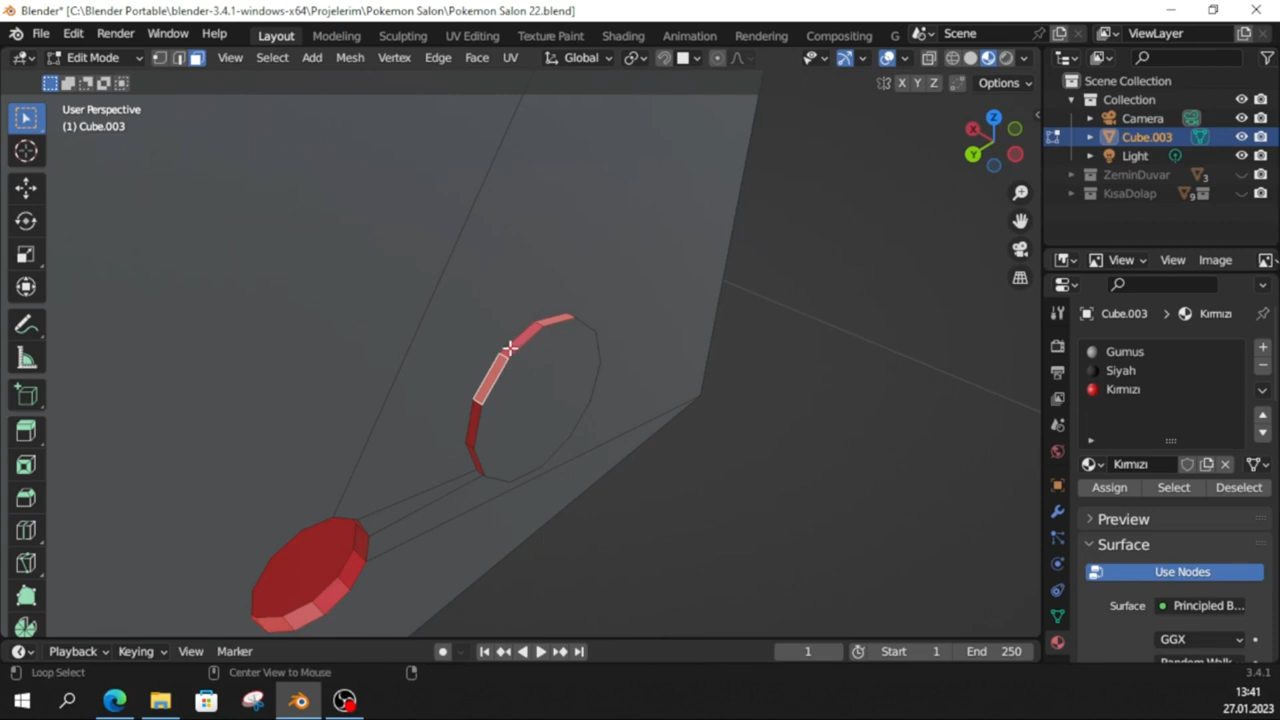 Blender* [C:\Blender Portable\blender-3.4.1-windows-x64\Projelerim\Pokemon Salon\Pokemon Salon 22.blend]
File Edit Render Window Help Layout Modeling Sculpting UV Editing Texture Paint Shading Animation Rendering Compositing G Scene ViewLayer
Edit Mode View Select Add Mesh Vertex Edge Face UV Global
X Y Z Options
User Perspective
(1) Cube.003
Z
X
Y
Scene Collection
Collection
Camera
Cube.003
Light
ZeminDuvar 3
KısaDolap 9
View View Image
Cube.003 > Kırmızı
Gumus
Siyah
Kırmızı
Kırmızı
Assign Select Deselect
Preview
Surface
Use Nodes
Surface Principled B...
GGX
Random Walk
Playback Keying View Marker 1 Start 1 End 250
Loop Select Center View to Mouse 3.4.1
13:41
27.01.2023